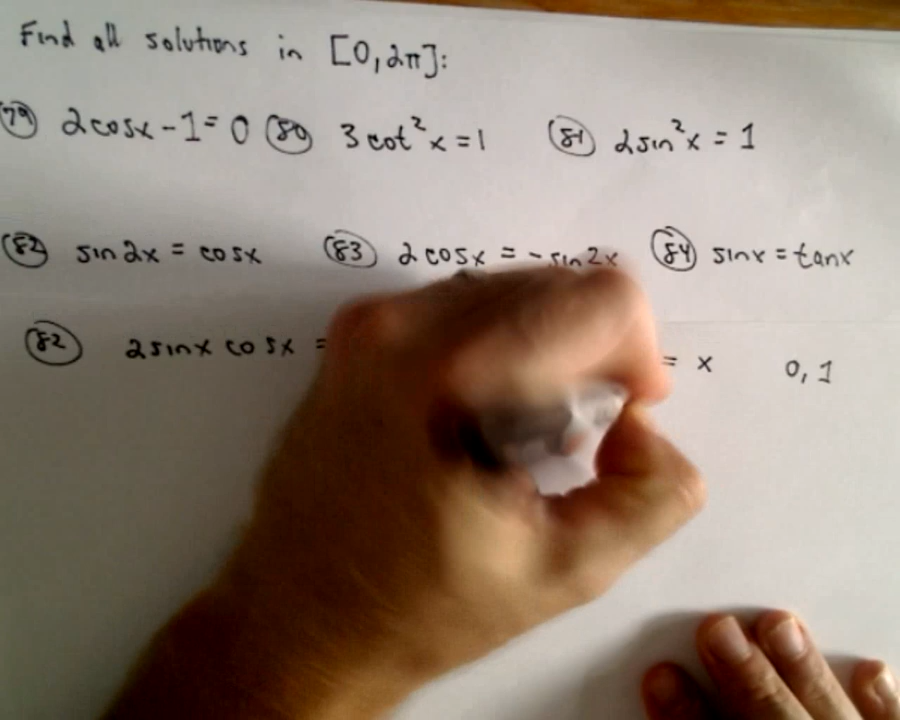 Find all solutions in [0,2π]:
79 2cosx-1=0 80 3cot²x=1 81 2sin²x=1
82 sin2x=cosx 83 2cosx=-sin2x 84 sinx=tanx
82 2sinx cosx = = x 0,1